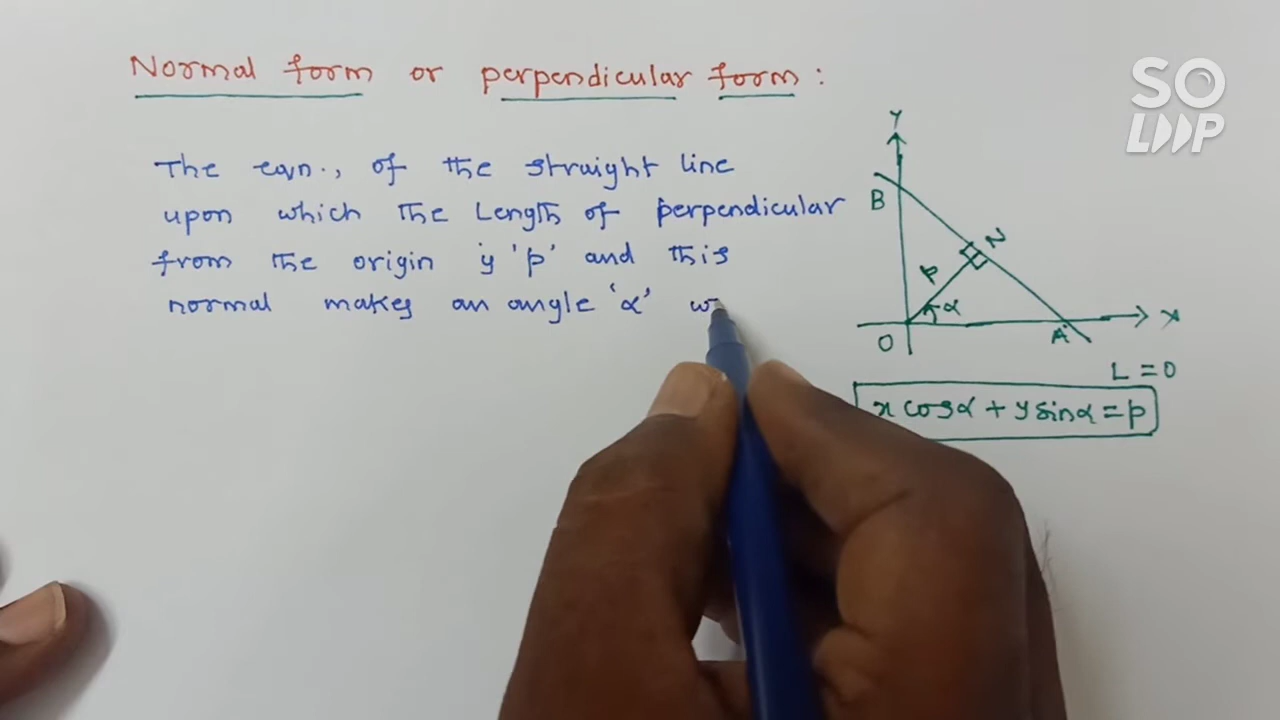 Normal form or perpendicular form :
The eqn., of the straight line
upon which the Length of perpendicular
from the origin is 'p' and this
normal makes an angle 'α' w
SO
LOOP
Y
B
N
P
α
X
O
A
L = 0
x cosα + y sinα = p